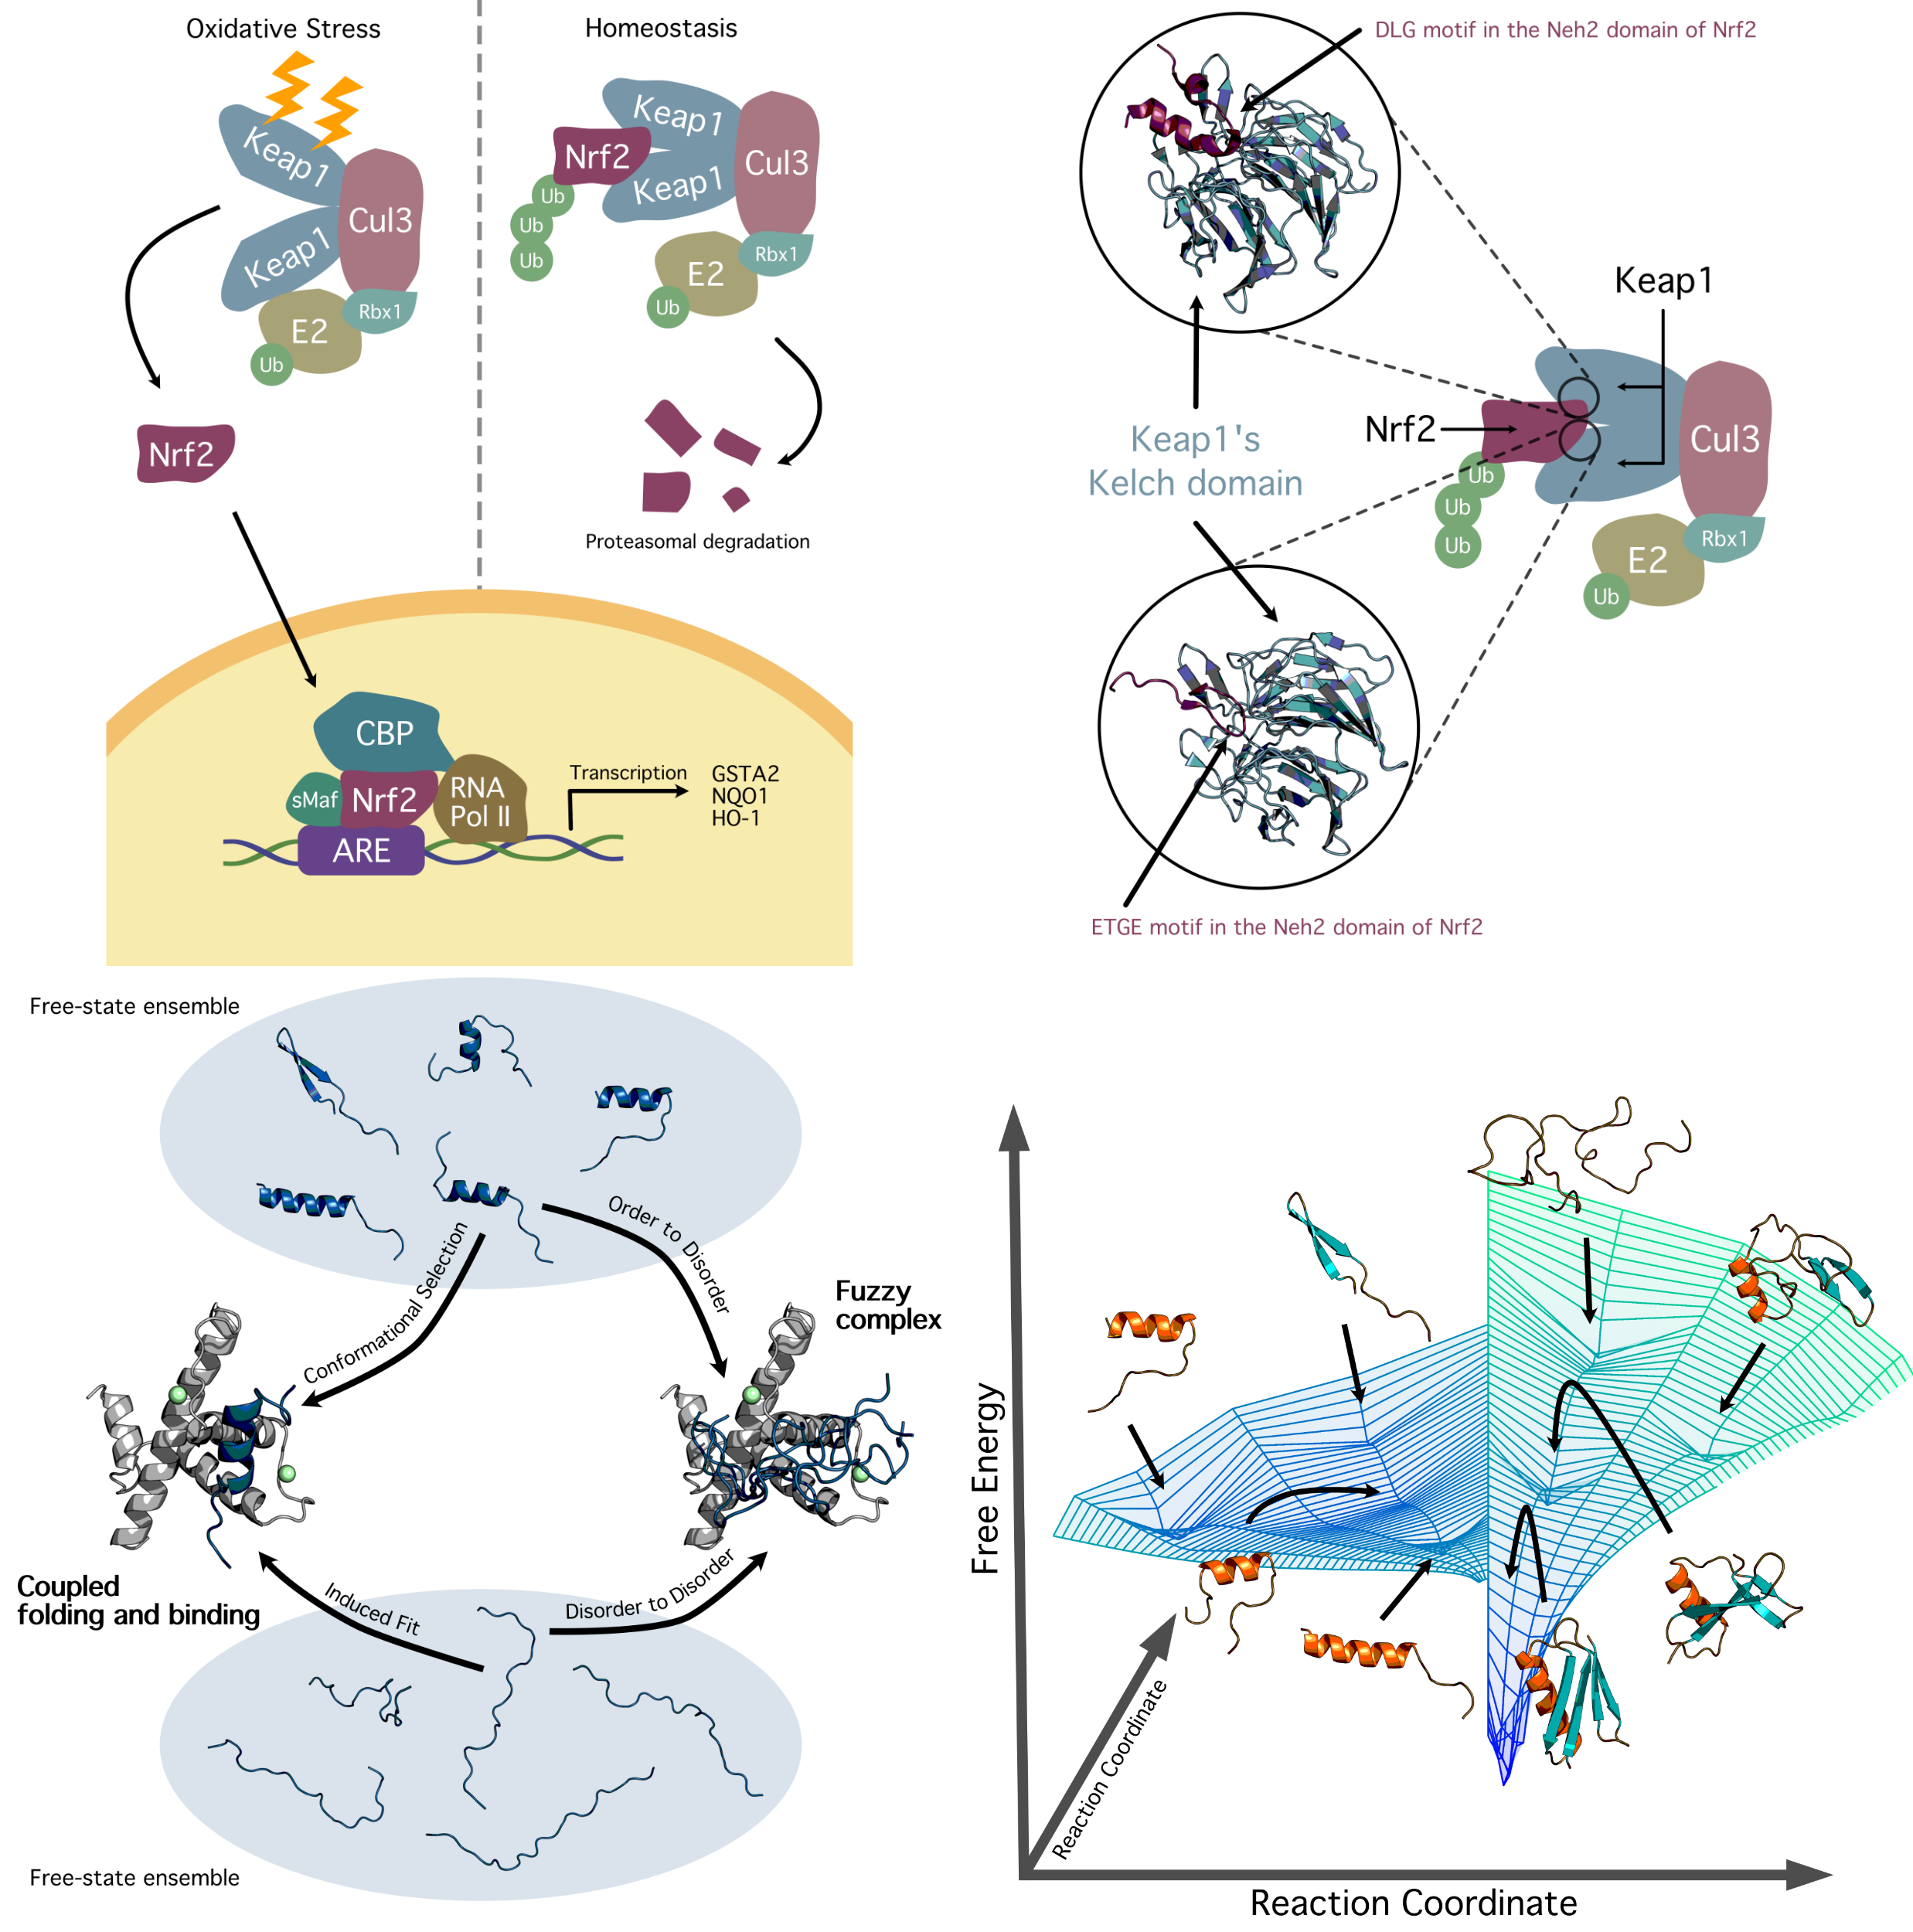 Oxidative Stress
Keap1
Keap1
Cul3
Rbx1
E2
Ub
Nrf2
Homeostasis
Keap1
Keap1
Nrf2
Cul3
Ub
Ub
Ub
Rbx1
E2
Ub
Proteasomal degradation
CBP
sMaf
Nrf2
RNA
Pol II
ARE
Transcription
GSTA2
NQO1
HO-1
DLG motif in the Neh2 domain of Nrf2
Keap1
Nrf2
Cul3
Keap1's
Kelch domain
Ub
Ub
Ub
Rbx1
E2
Ub
ETGE motif in the Neh2 domain of Nrf2
Free-state ensemble
Order to Disorder
Conformational Selection
Fuzzy
complex
Coupled
folding and binding
Induced Fit
Disorder to Disorder
Free-state ensemble
Free Energy
Reaction Coordinate
Reaction Coordinate